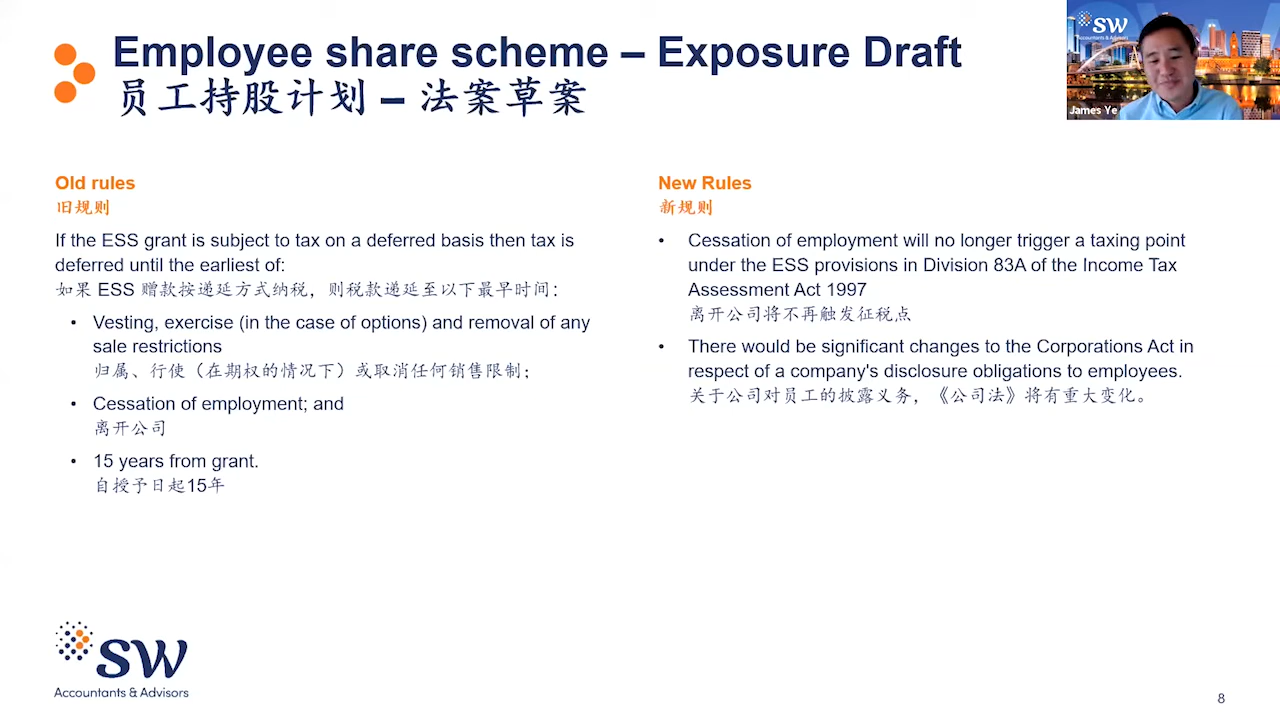 Employee share scheme – Exposure Draft
员工持股计划 – 法案草案
SW
Accountants & Advisors
James Ye
Old rules
旧规则
If the ESS grant is subject to tax on a deferred basis then tax is
deferred until the earliest of:
如果 ESS 赠款按递延方式纳税，则税款递延至以下最早时间：
• Vesting, exercise (in the case of options) and removal of any
sale restrictions
归属、行使（在期权的情况下）或取消任何销售限制；
• Cessation of employment; and
离开公司
• 15 years from grant.
自授予日起15年
New Rules
新规则
• Cessation of employment will no longer trigger a taxing point
under the ESS provisions in Division 83A of the Income Tax
Assessment Act 1997
离开公司将不再触发征税点
• There would be significant changes to the Corporations Act in
respect of a company's disclosure obligations to employees.
关于公司对员工的披露义务，《公司法》将有重大变化。
SW
Accountants & Advisors
8